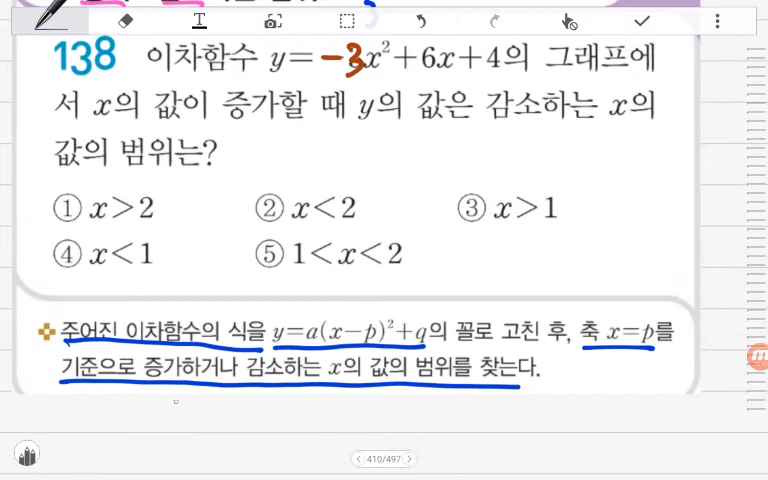 138 이차함수 y=-3x²+6x+4의 그래프에
서 x의 값이 증가할 때 y의 값은 감소하는 x의
값의 범위는?
① x>2 ② x<2 ③ x>1
④ x<1 ⑤ 1<x<2
주어진 이차함수의 식을 y=a(x-p)²+q의 꼴로 고친 후, 축 x=p를
기준으로 증가하거나 감소하는 x의 값의 범위를 찾는다.
410/497